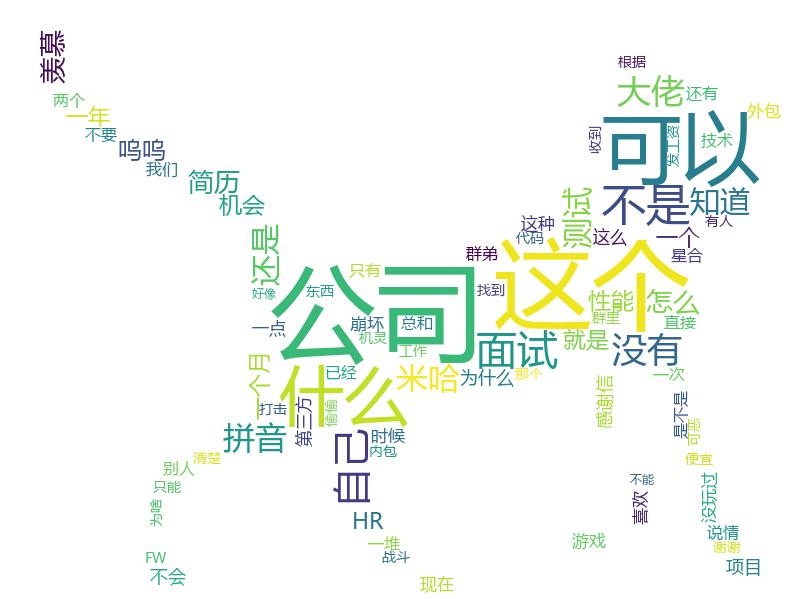 羡慕
根据
两个
大佬
还有
一年
外包
不要
收到
可以
发工资
技术
呜呜
我们
简历
机会
不是
知道
测试
这种
有人
代码
这么
一个
还是
群弟
星合
只有
这个
好像
东西
找到
公司
性能
怎么
崩坏
总和
群里
直接
一点
机灵
就是
工作
面试
没有
一个月
已经
什么
米哈
为什么
那个
一次
打击
偷偷
感谢信
第三方
是不是
可恶
拼音
时候
清楚
内包
便宜
别人
自己
只能
不能
没玩过
为啥
喜欢
HR
说情
一堆
游戏
谢谢
FW
战斗
项目
不会
现在